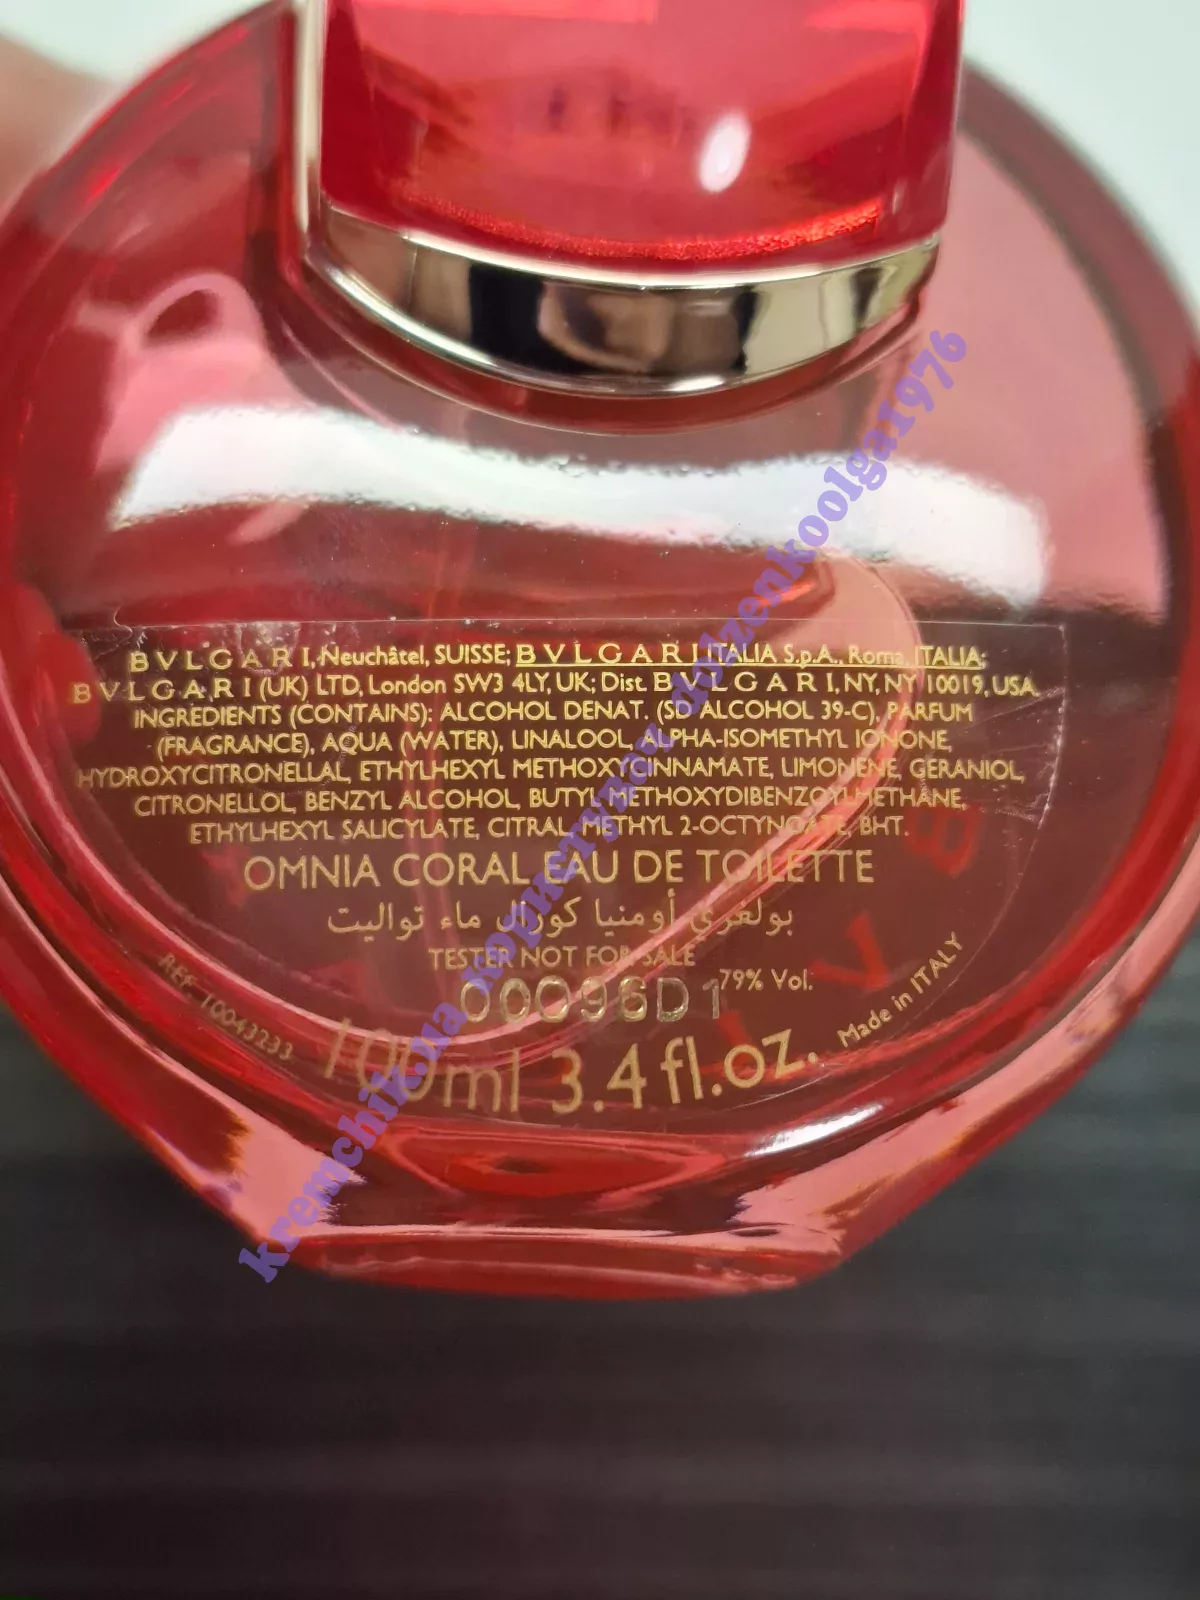 BVLGARI, Neuchâtel, SUISSE; BVLGARI ITALIA S.p.A., Roma, ITALIA;
BVLGARI (UK) LTD, London SW3 4LY, UK; Dist. BVLGARI, NY, NY 10019, USA.
INGREDIENTS (CONTAINS): ALCOHOL DENAT. (SD ALCOHOL 39-C), PARFUM
(FRAGRANCE), AQUA (WATER), LINALOOL, ALPHA-ISOMETHYL IONONE,
HYDROXYCITRONELLAL, ETHYLHEXYL METHOXYCINNAMATE, LIMONENE, GERANIOL,
CITRONELLOL, BENZYL ALCOHOL, BUTYL METHOXYDIBENZOYLMETHANE,
ETHYLHEXYL SALICYLATE, CITRAL, METHYL 2-OCTYNOATE, BHT.
OMNIA CORAL EAU DE TOILETTE
بولغري أومنيا كورال ماء تواليت
TESTER NOT FOR SALE
00096D1
79% Vol.
REF. 10043233
100ml 3.4 fl.oz.
Made in ITALY
kremchikdna dolzenkoolga1976